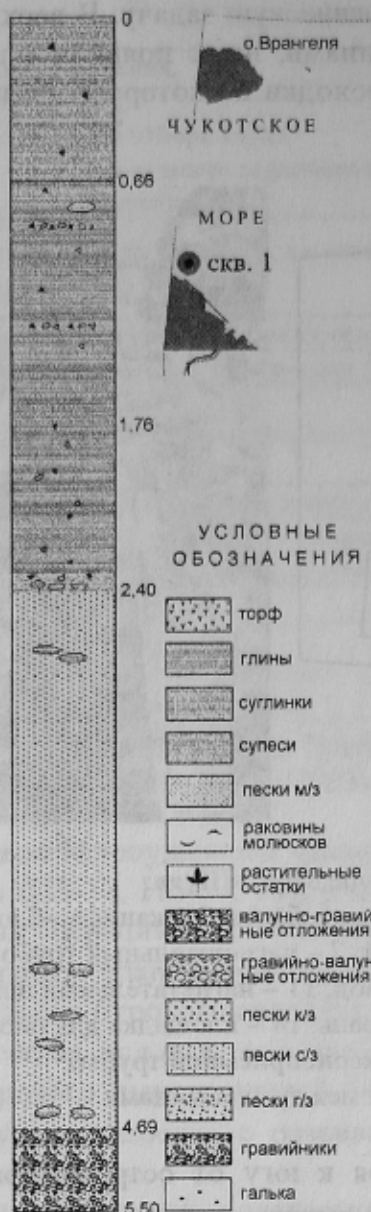 0
о.Врангеля
ЧУКОТСКОЕ
0,66
МОРЕ
скв. 1
1,76
УСЛОВНЫЕ
ОБОЗНАЧЕНИЯ
2,40
торф
глины
суглинки
супеси
пески м/з
раковины
моллюсков
растительные
остатки
валунно-гравий
ные отложения
гравийно-валун
ные отложения
пески к/з
пески с/з
пески г/з
4,69
гравийники
галька
5,50